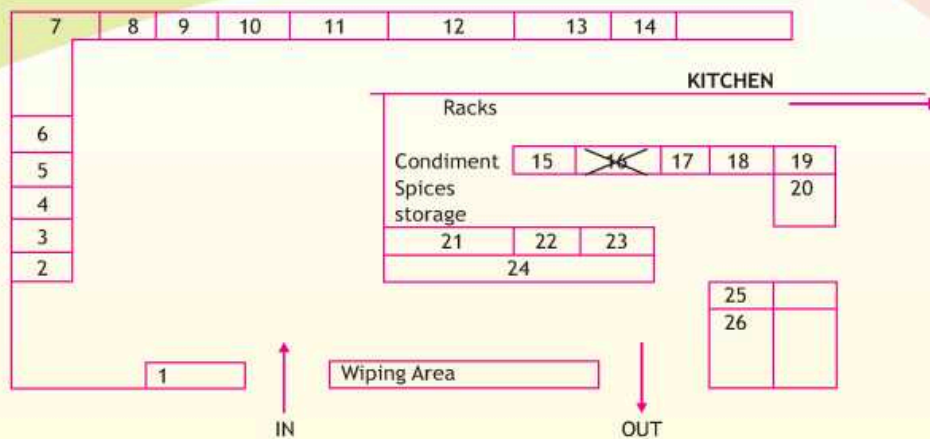 7 8 9 10 11 12 13 14
KITCHEN
Racks
6
Condiment 15 16 17 18 19
5
Spices 20
4
storage
3
21 22 23
2
24
25
26
1
Wiping Area
IN OUT